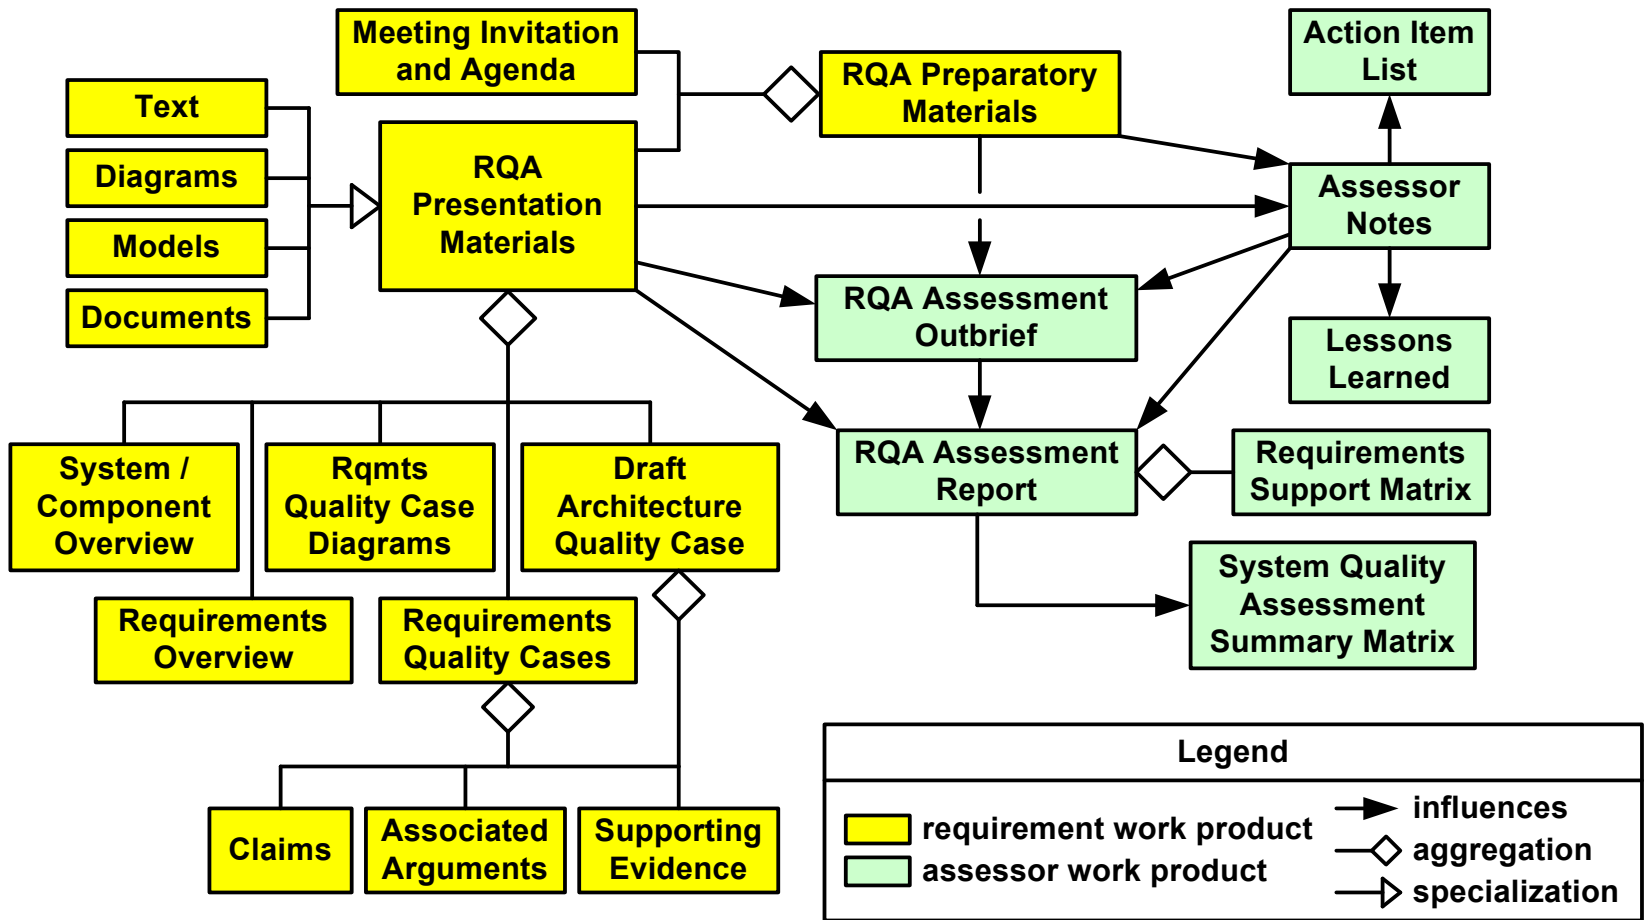 Meeting Invitation
and Agenda
RQA Preparatory
Materials
Action Item
List
Text
Diagrams
Models
Documents
RQA
Presentation
Materials
Assessor
Notes
RQA Assessment
Outbrief
Lessons
Learned
RQA Assessment
Report
Requirements
Support Matrix
System /
Component
Overview
Rqmts
Quality Case
Diagrams
Draft
Architecture
Quality Case
System Quality
Assessment
Summary Matrix
Requirements
Overview
Requirements
Quality Cases
Claims
Associated
Arguments
Supporting
Evidence
Legend
requirement work product
assessor work product
influences
aggregation
specialization